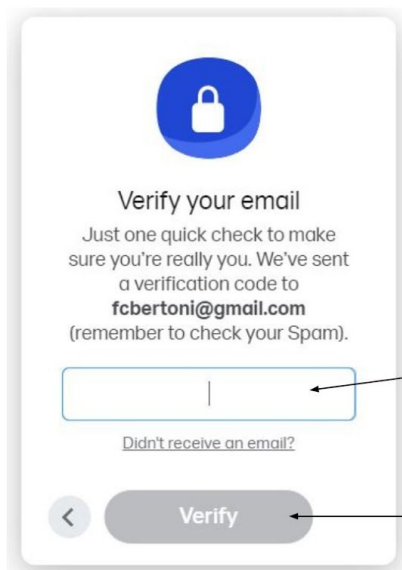 Verify your email
Just one quick check to make
sure you're really you. We've sent
a verification code to
fcbertoni@gmail.com
(remember to check your Spam).
Didn't receive an email?
Verify